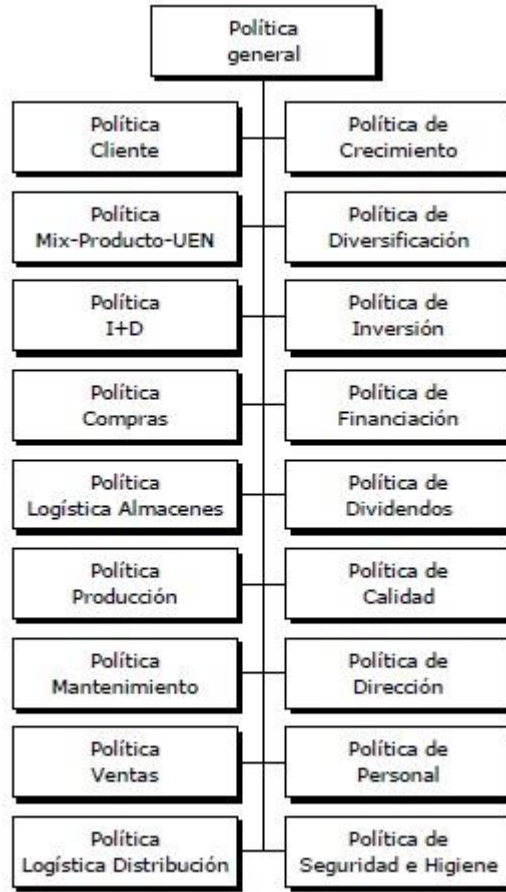 Política
general
Política
Cliente
Política de
Crecimiento
Política
Mix-Producto-UEN
Política de
Diversificación
Política
I+D
Política de
Inversión
Política
Compras
Política de
Financiación
Política
Logística Almacenes
Política de
Dividendos
Política
Producción
Política de
Calidad
Política
Mantenimiento
Política de
Dirección
Política
Ventas
Política de
Personal
Política
Logística Distribución
Política de
Seguridad e Higiene